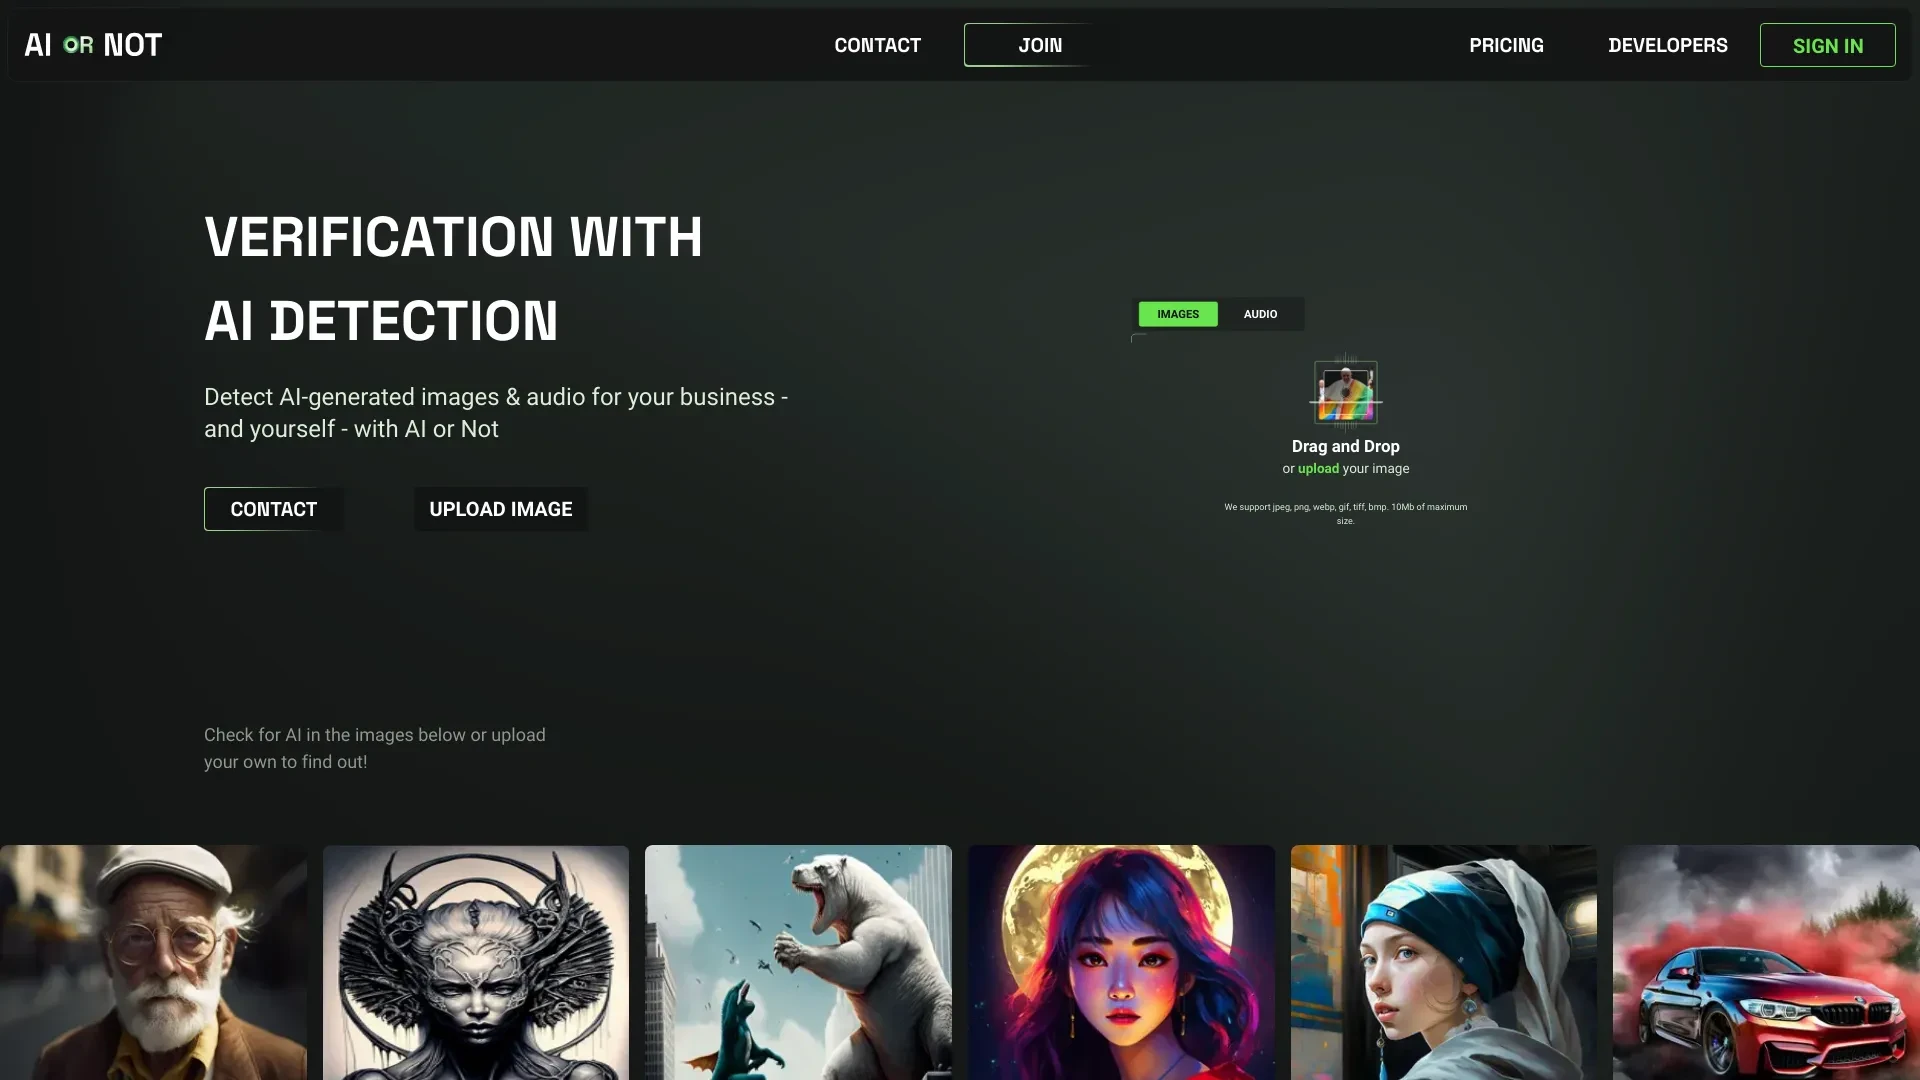 AI OR NOT
CONTACT
JOIN
PRICING
DEVELOPERS
SIGN IN
VERIFICATION WITH
AI DETECTION
Detect AI-generated images & audio for your business -
and yourself - with AI or Not
CONTACT
UPLOAD IMAGE
IMAGES
AUDIO
Drag and Drop
or upload your image
We support jpeg, png, webp, gif, tiff, bmp. 10Mb of maximum
size.
Check for AI in the images below or upload
your own to find out!